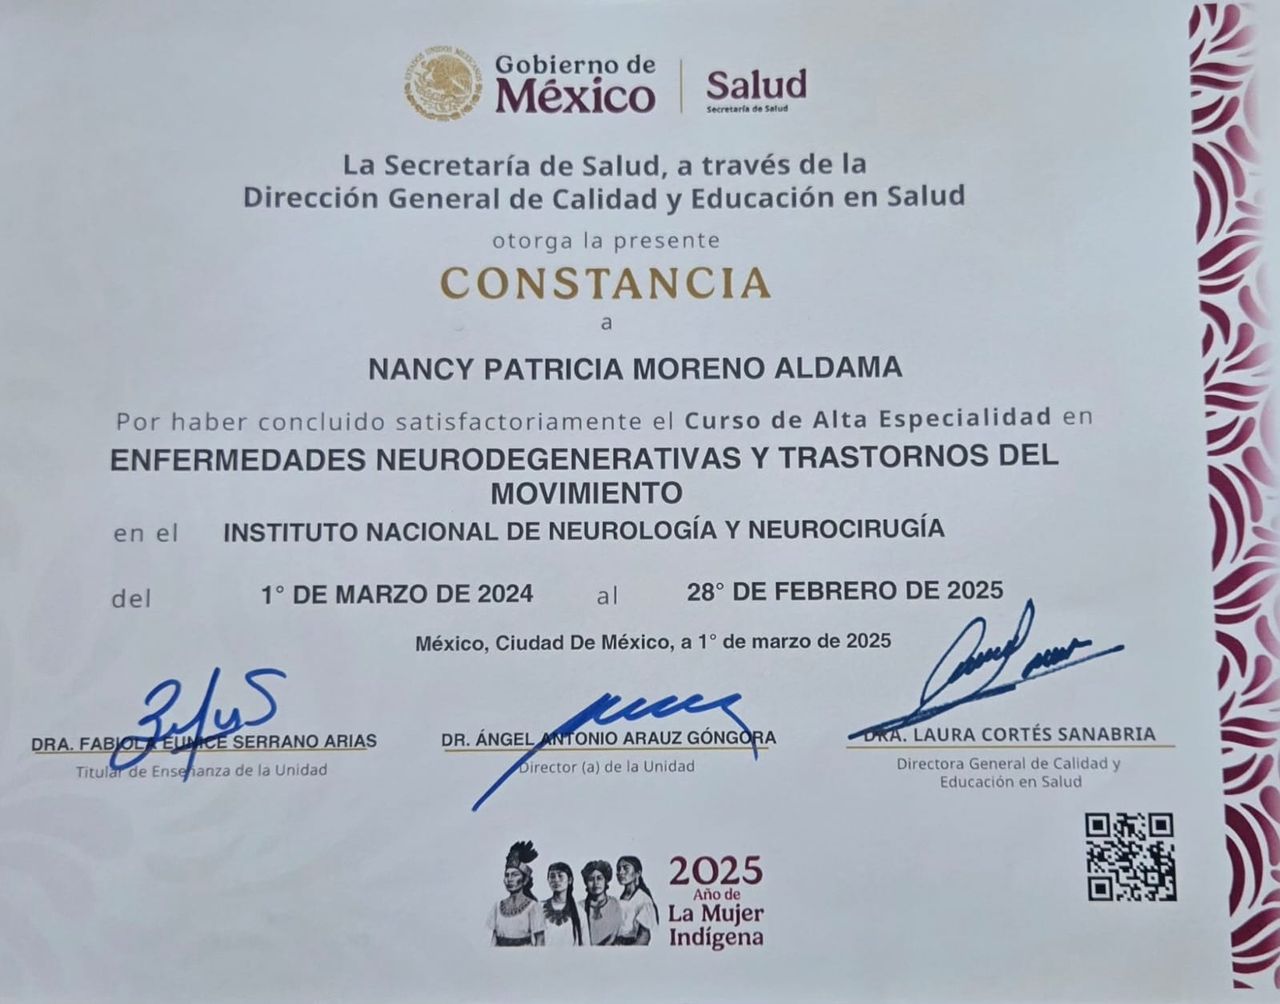 Gobierno de
México
Salud
Secretaría de Salud
La Secretaría de Salud, a través de la
Dirección General de Calidad y Educación en Salud
otorga la presente
CONSTANCIA
a
NANCY PATRICIA MORENO ALDAMA
Por haber concluido satisfactoriamente el Curso de Alta Especialidad en
ENFERMEDADES NEURODEGENERATIVAS Y TRASTORNOS DEL
MOVIMIENTO
en el INSTITUTO NACIONAL DE NEUROLOGÍA Y NEUROCIRUGÍA
del 1° DE MARZO DE 2024 al 28° DE FEBRERO DE 2025
México, Ciudad De México, a 1° de marzo de 2025
DRA. FABIOLA EUNICE SERRANO ARIAS
Titular de Enseñanza de la Unidad
DR. ÁNGEL ANTONIO ARAUZ GÓNGORA
Director (a) de la Unidad
DRA. LAURA CORTÉS SANABRIA
Directora General de Calidad y
Educación en Salud
2025
Año de
La Mujer
Indígena